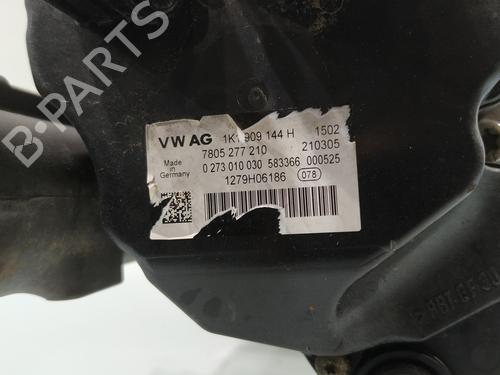 VW AG 1K1 909 144 H 1502
7805 277 210 210305
Made in Germany
0 273 010 030 583366 000525
1279H06186 078
B-PARTS